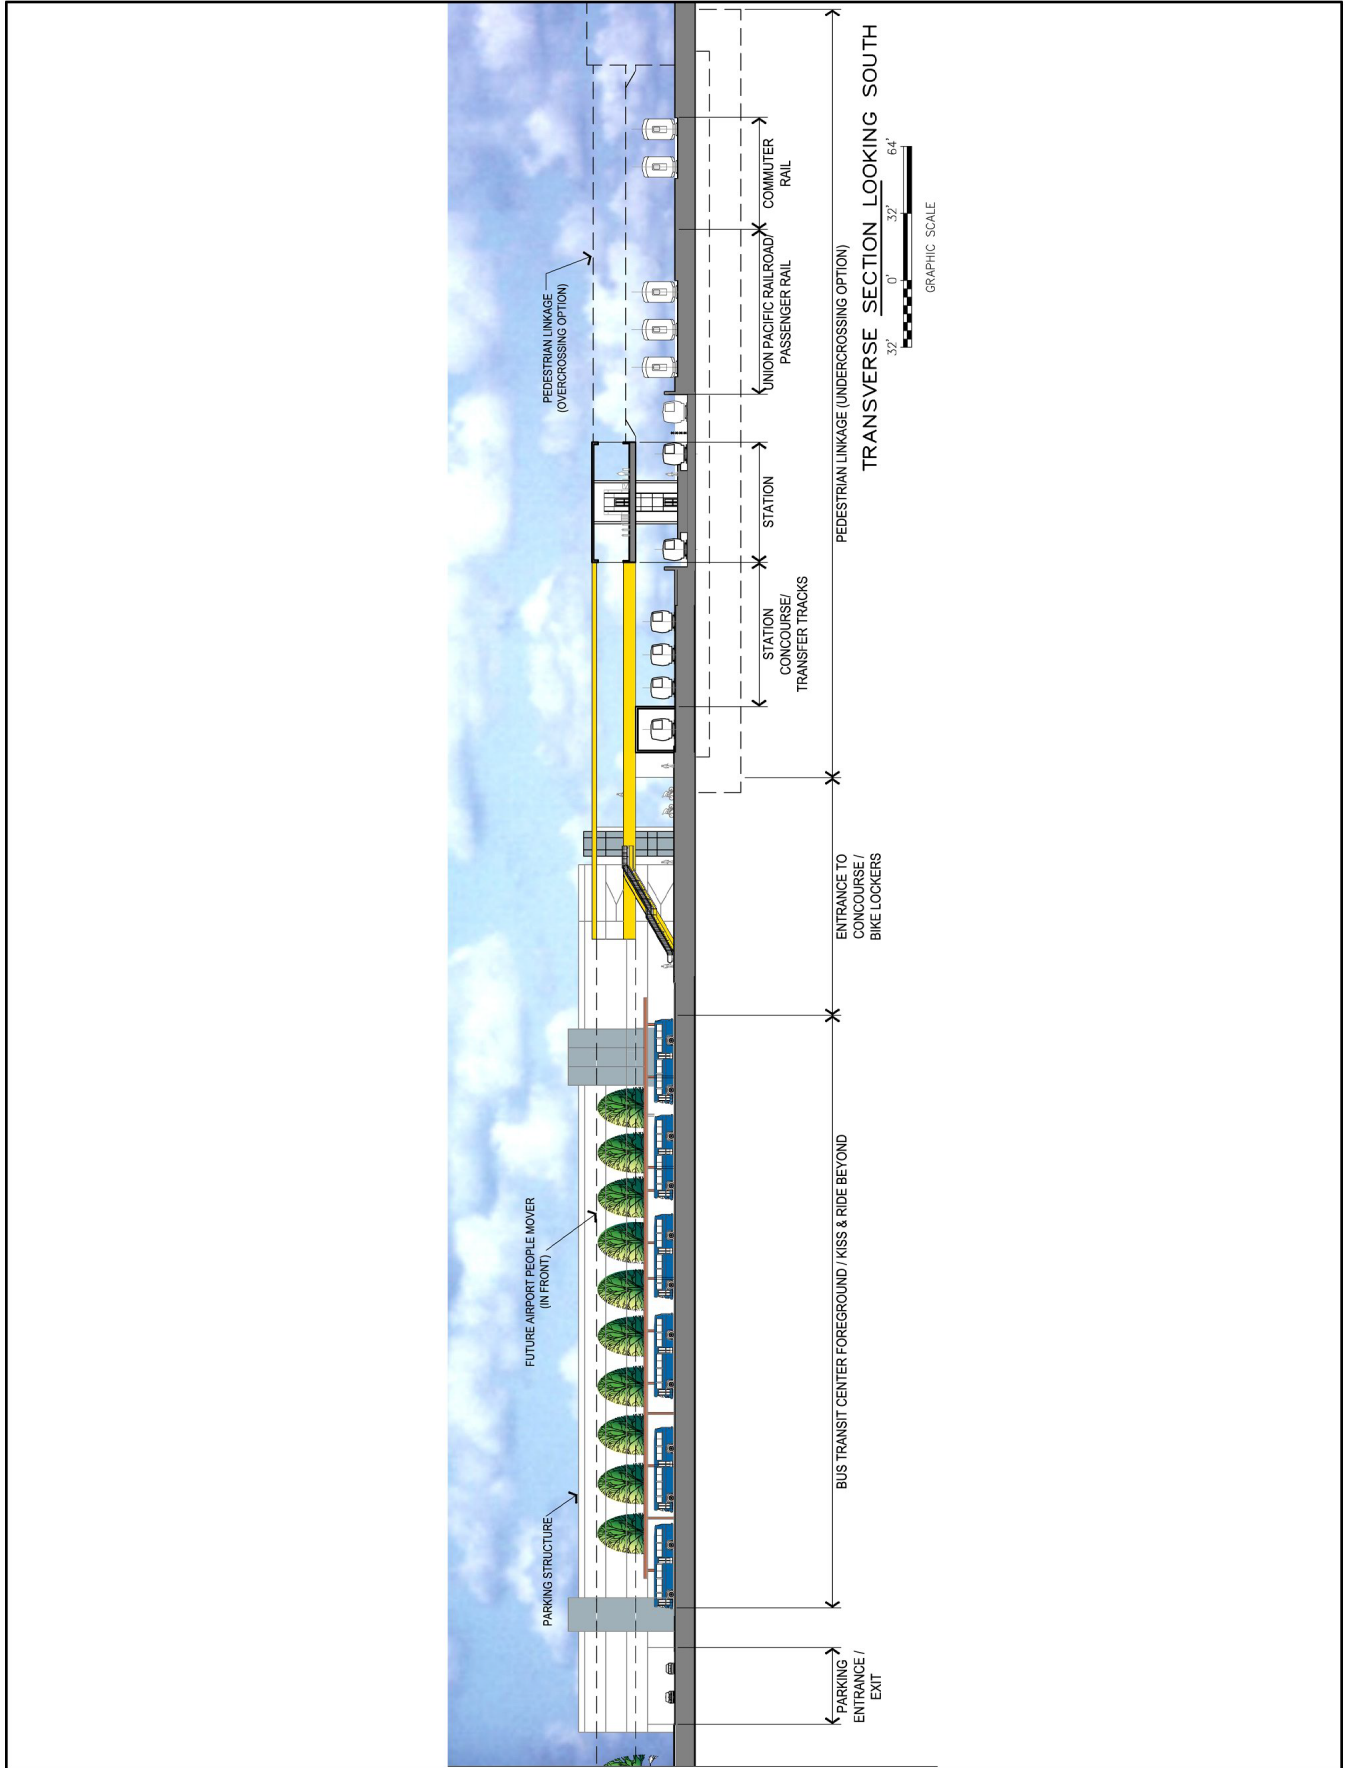 PARKING STRUCTURE
FUTURE AIRPORT PEOPLE MOVER
(IN FRONT)
PEDESTRIAN LINKAGE
(OVERCROSSING OPTION)
STATION
CONCOURSE/
TRANSFER TRACKS
STATION
UNION PACIFIC RAILROAD/
PASSENGER RAIL
COMMUTER
RAIL
PARKING
ENTRANCE /
EXIT
BUS TRANSIT CENTER FOREGROUND / KISS & RIDE BEYOND
ENTRANCE TO
CONCOURSE /
BIKE LOCKERS
PEDESTRIAN LINKAGE (UNDERCROSSING OPTION)
TRANSVERSE SECTION LOOKING SOUTH
32' 0' 32' 64'
GRAPHIC SCALE